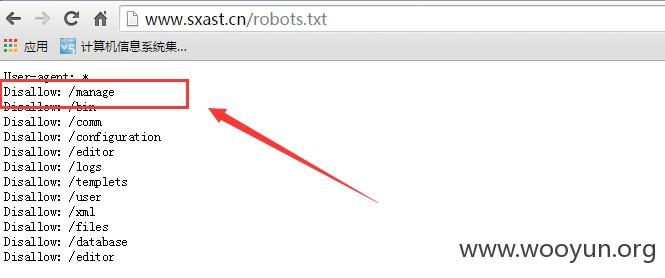 www.sxast.cn/robots.txt
应用 计算机信息系统集...
User-agent: *
Disallow: /manage
Disallow: /bin
Disallow: /comm
Disallow: /configuration
Disallow: /editor
Disallow: /logs
Disallow: /templets
Disallow: /user
Disallow: /xml
Disallow: /files
Disallow: /database
Disallow: /editor
www.wooyun.org